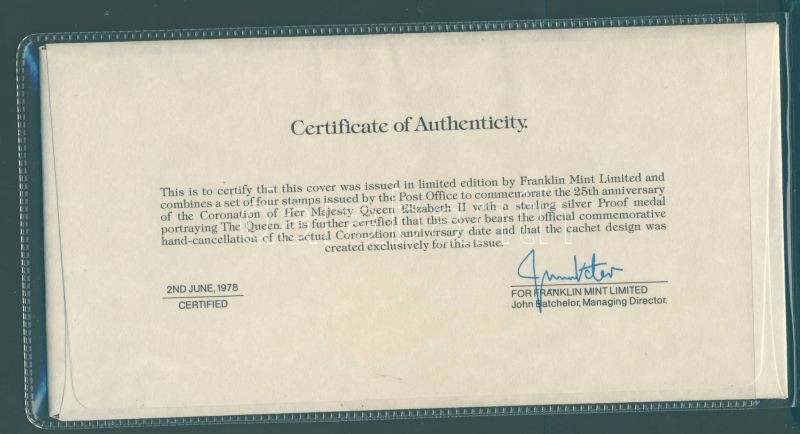 Certificate of Authenticity.
This is to certify that this cover was issued in limited edition by Franklin Mint Limited and
combines a set of four stamps issued by the Post Office to commemorate the 25th anniversary
of the Coronation of Her Majesty Queen Elizabeth II with a sterling silver Proof medal
portraying The Queen. It is further certified that this cover bears the official commemorative
hand-cancellation of the actual Coronation anniversary date and that the cachet design was
created exclusively for this issue.
2ND JUNE, 1978
CERTIFIED
FOR FRANKLIN MINT LIMITED
John Batchelor, Managing Director.